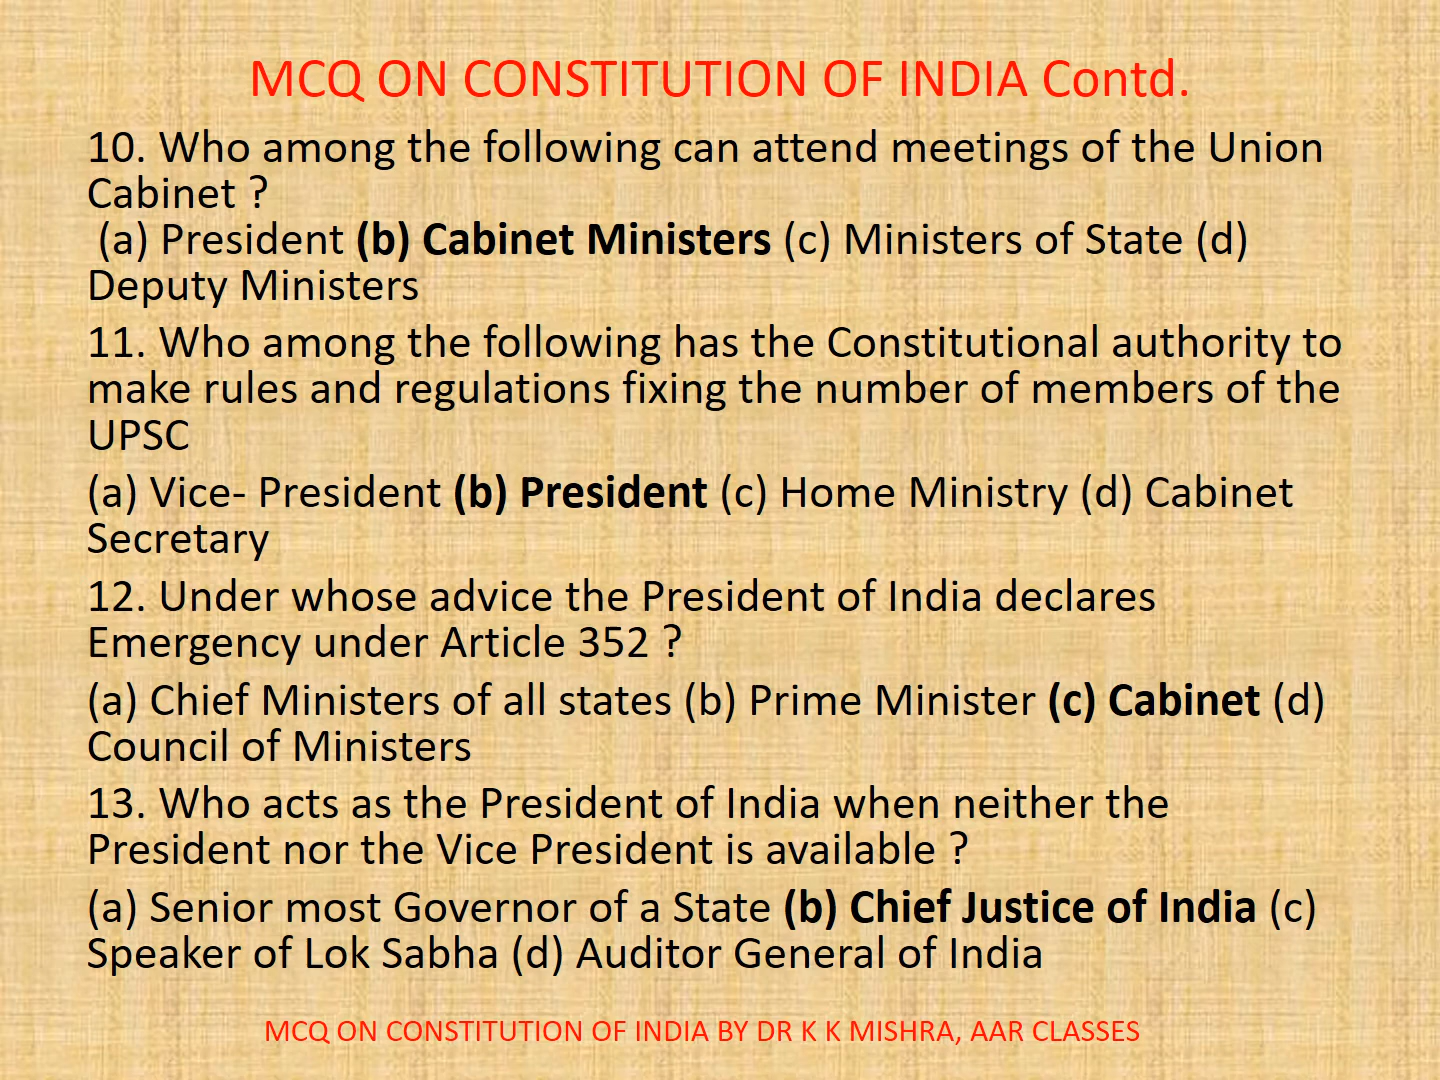 MCQ ON CONSTITUTION OF INDIA Contd.
10. Who among the following can attend meetings of the Union
Cabinet ?
(a) President (b) Cabinet Ministers (c) Ministers of State (d)
Deputy Ministers
11. Who among the following has the Constitutional authority to
make rules and regulations fixing the number of members of the
UPSC
(a) Vice- President (b) President (c) Home Ministry (d) Cabinet
Secretary
12. Under whose advice the President of India declares
Emergency under Article 352 ?
(a) Chief Ministers of all states (b) Prime Minister (c) Cabinet (d)
Council of Ministers
13. Who acts as the President of India when neither the
President nor the Vice President is available ?
(a) Senior most Governor of a State (b) Chief Justice of India (c)
Speaker of Lok Sabha (d) Auditor General of India
MCQ ON CONSTITUTION OF INDIA BY DR K K MISHRA, AAR CLASSES